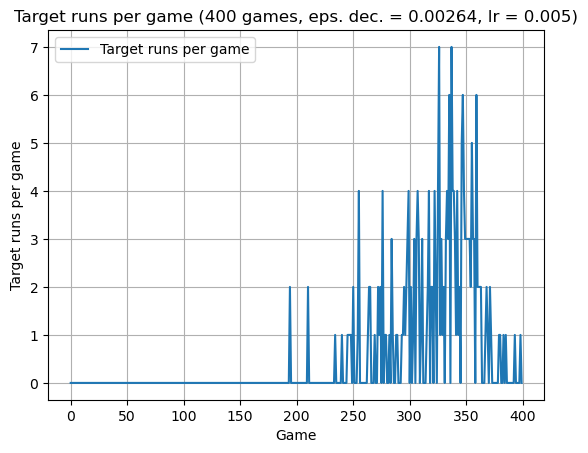 Target runs per game (400 games, eps. dec. = 0.00264, lr = 0.005)
Target runs per game
Target runs per game
7
6
5
4
3
2
1
0
0 50 100 150 200 250 300 350 400
Game